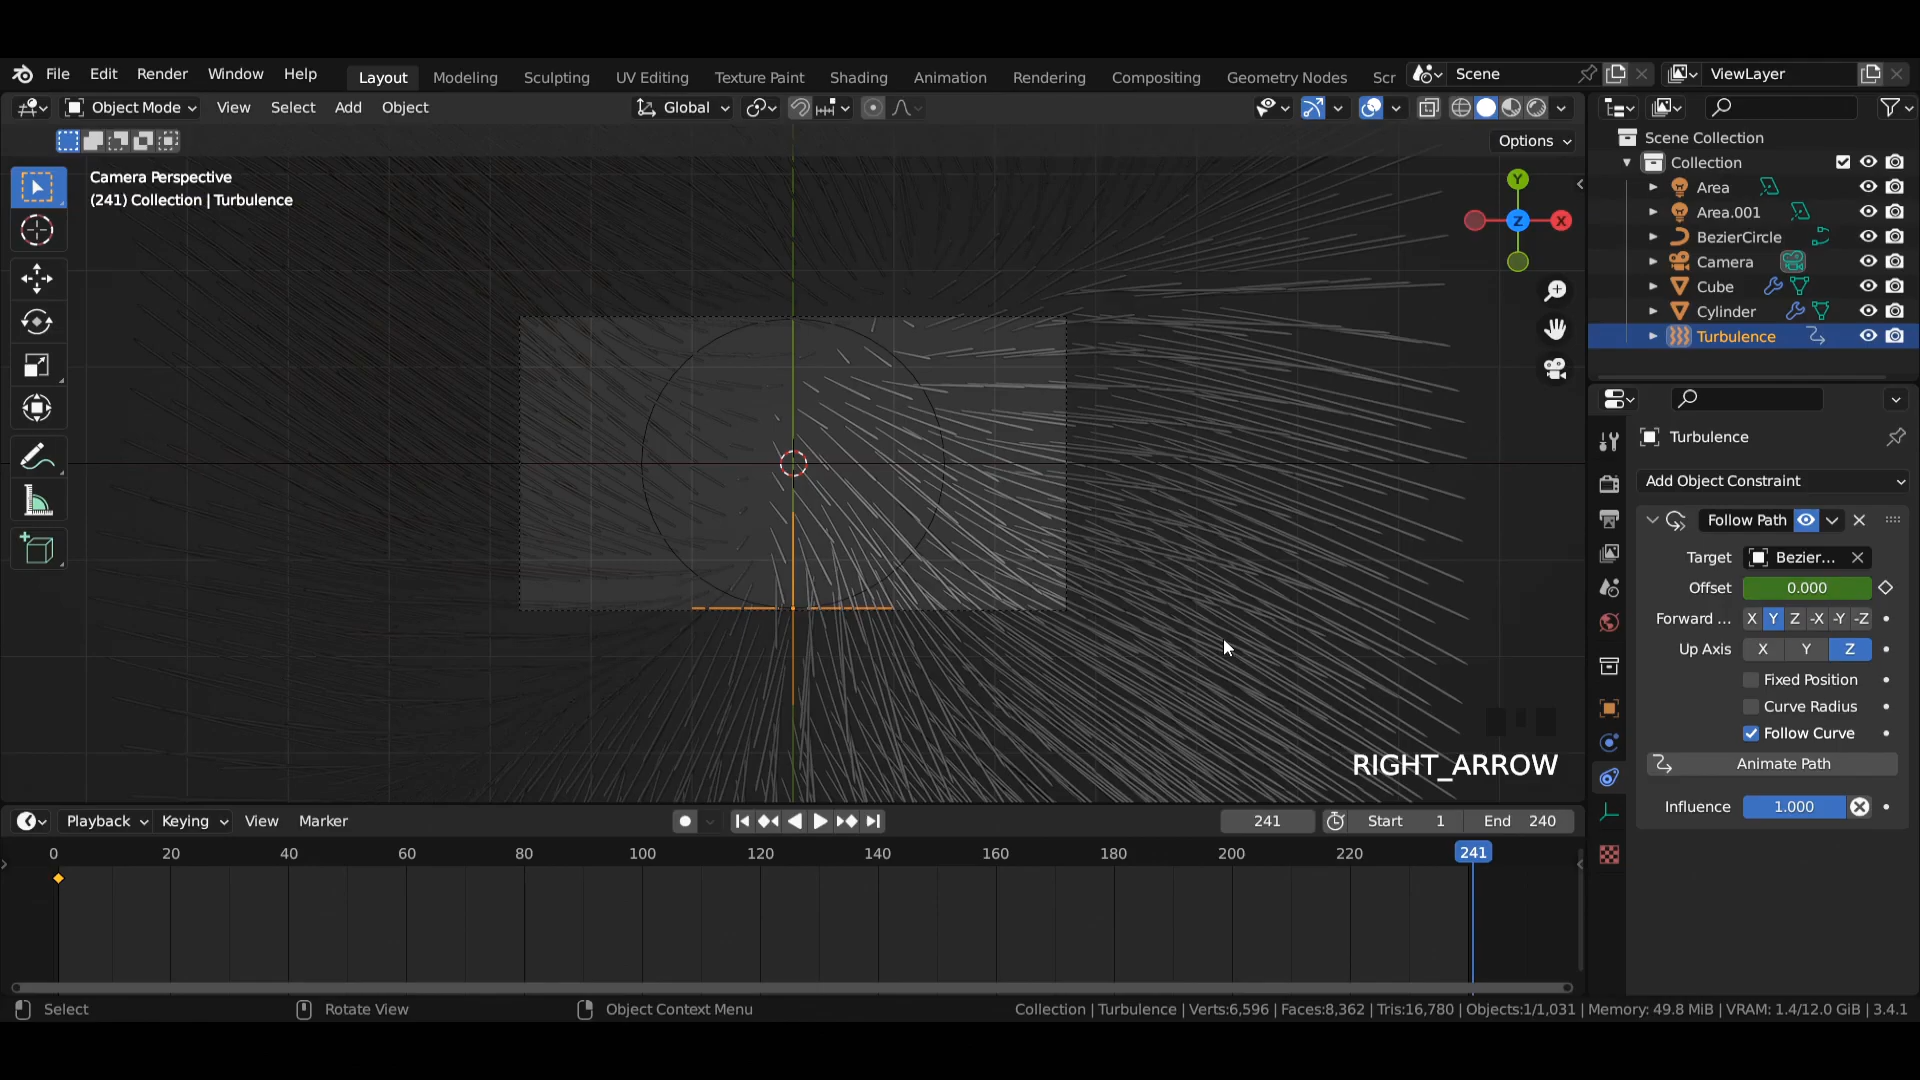 File Edit Render Window Help Layout Modeling Sculpting UV Editing Texture Paint Shading Animation Rendering Compositing Geometry Nodes Scr Scene ViewLayer
Object Mode View Select Add Object Global
Options
Camera Perspective
(241) Collection | Turbulence
Y
X
Z
RIGHT_ARROW
Scene Collection
Collection
Area
Area.001
BezierCircle
Camera
Cube
Cylinder
Turbulence
Turbulence
Add Object Constraint
Follow Path
Target Bezier...
Offset 0.000
Forward ... X Y Z -X -Y -Z
Up Axis X Y Z
Fixed Position
Curve Radius
Follow Curve
Animate Path
Influence 1.000
Playback Keying View Marker 241 Start 1 End 240
0 20 40 60 80 100 120 140 160 180 200 220 241
Select Rotate View Object Context Menu Collection | Turbulence | Verts:6,596 | Faces:8,362 | Tris:16,780 | Objects:1/1,031 | Memory: 49.8 MiB | VRAM: 1.4/12.0 GiB | 3.4.1